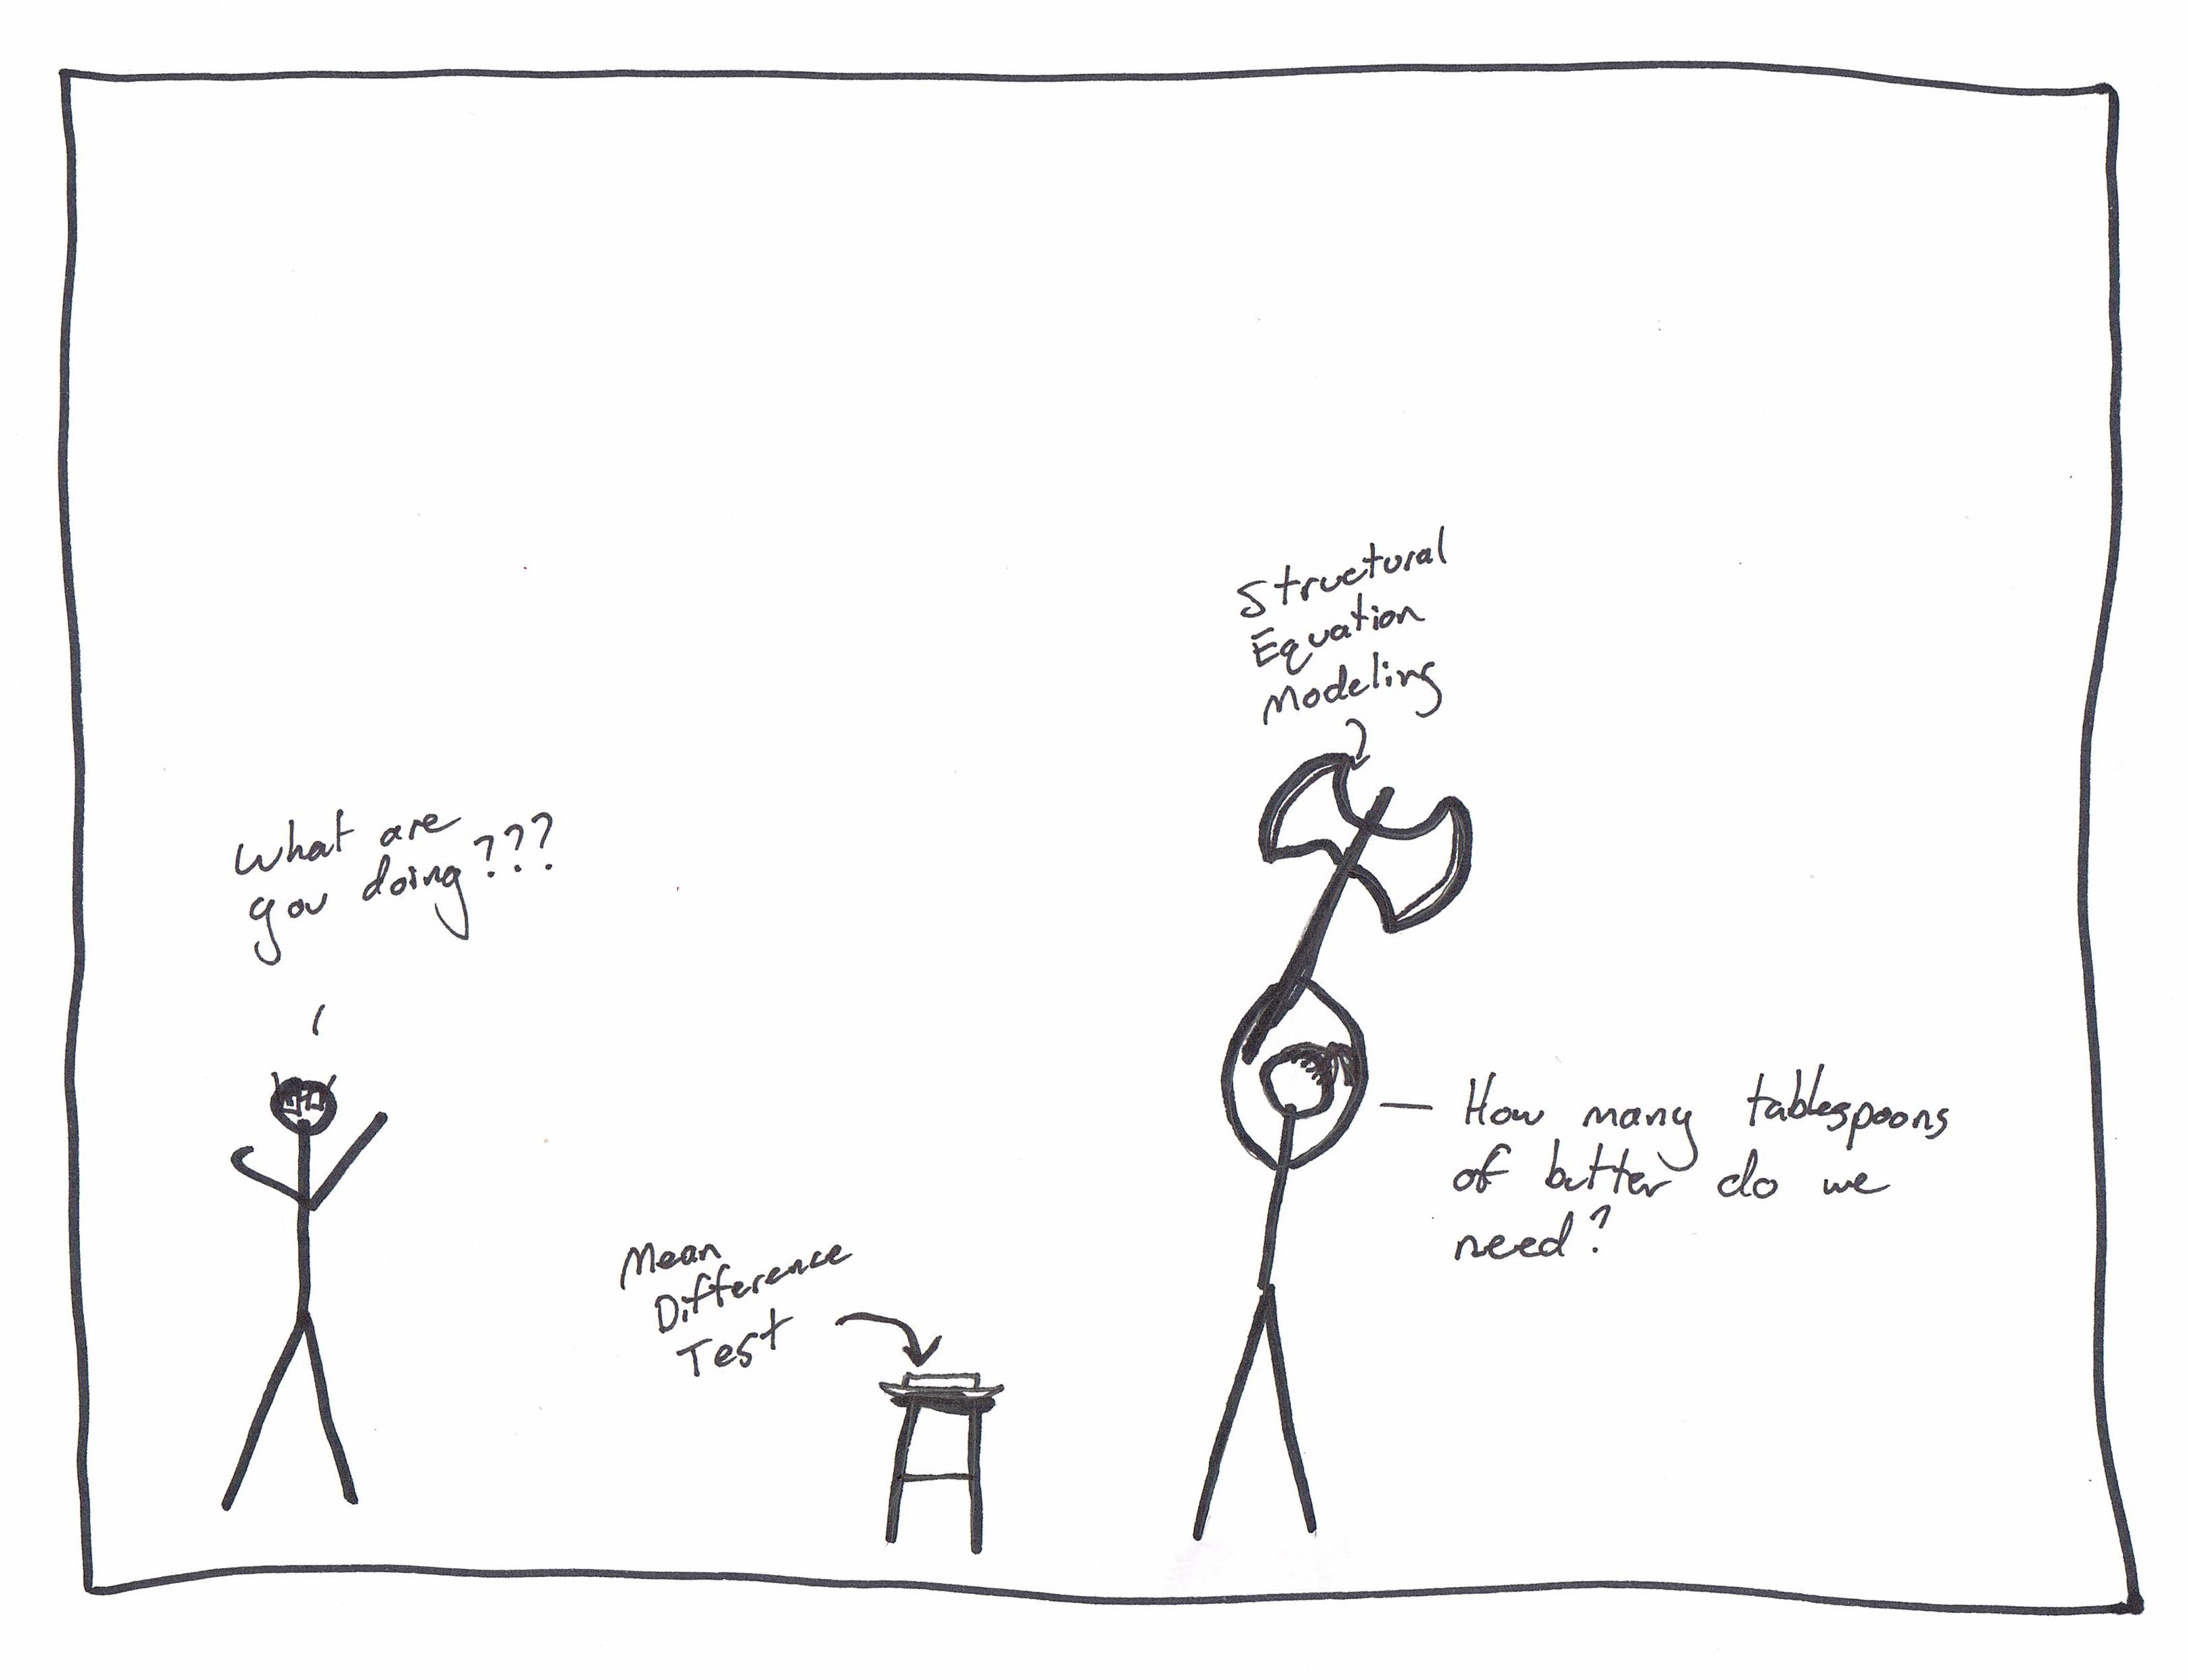 Structural
Equation
Modeling
What are
you doing???
How many tablespoons
of butter do we
need?
Mean
Difference
Test